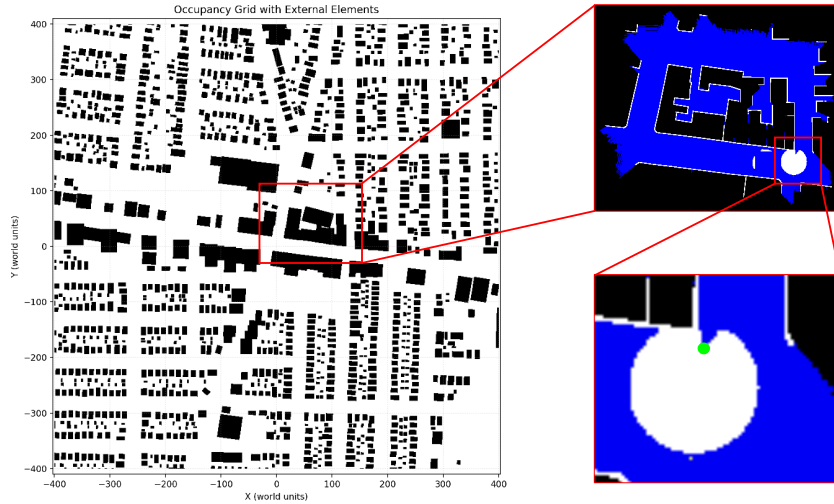 Occupancy Grid with External Elements
400
300
200
100
0
−100
−200
−300
−400
Y (world units)
−400 −300 −200 −100 0 100 200 300 400
X (world units)